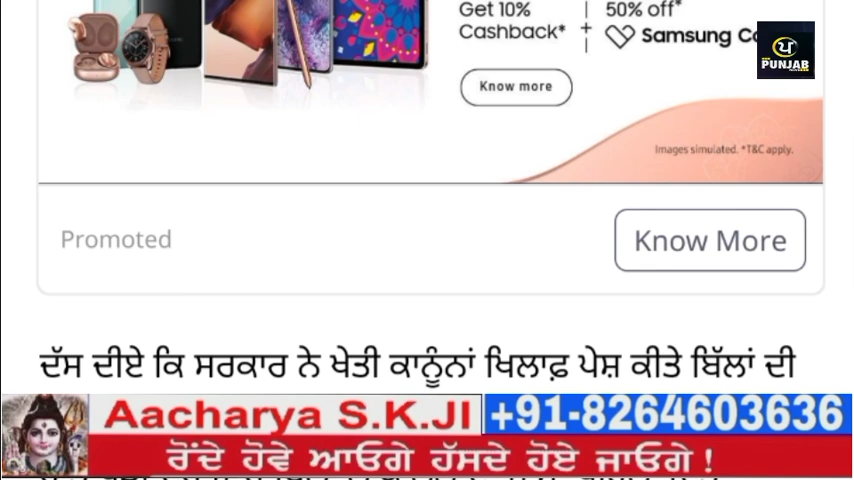 Get 10%
Cashback*
+
50% off*
Samsung
ਪ
PUNJAB
Know more
Images simulated. *T&C apply.
Promoted
Know More
ਦੱਸ ਦੀਏ ਕਿ ਸਰਕਾਰ ਨੇ ਖੇਤੀ ਕਾਨੂੰਨਾਂ ਖਿਲਾਫ਼ ਪੇਸ਼ ਕੀਤੇ ਬਿੱਲਾਂ ਦੀ
Aacharya S.K.JI
+91-8264603636
ਰੋਂਦੇ ਹੋਵੇ ਆਓਗੇ ਹੱਸਦੇ ਹੋਏ ਜਾਓਗੇ !